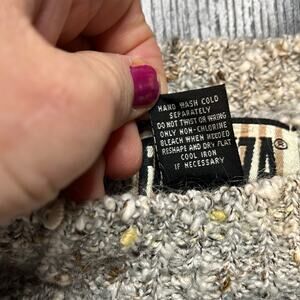 HAND WASH COLD
SEPARATELY
DO NOT TWIST OR WRING
ONLY NON-CHLORINE
BLEACH WHEN NEEDED
RESHAPE AND DRY FLAT
COOL IRON
IF NECESSARY
ZA®